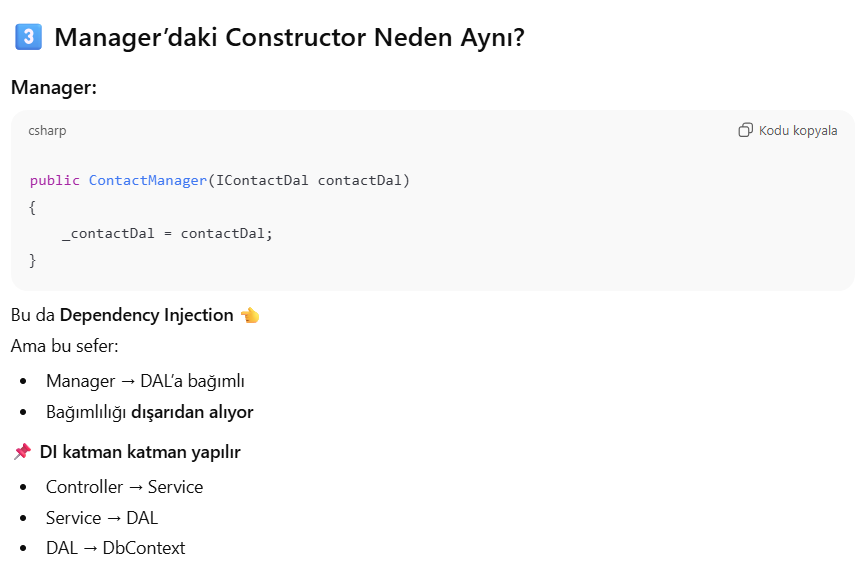 3 Manager’daki Constructor Neden Aynı?
Manager:
csharp
Kodu kopyala
public ContactManager(IContactDal contactDal)
{
_contactDal = contactDal;
}
Bu da Dependency Injection 👈
Ama bu sefer:
• Manager → DAL’a bağımlı
• Bağımlılığı dışarıdan alıyor
📌 DI katman katman yapılır
• Controller → Service
• Service → DAL
• DAL → DbContext